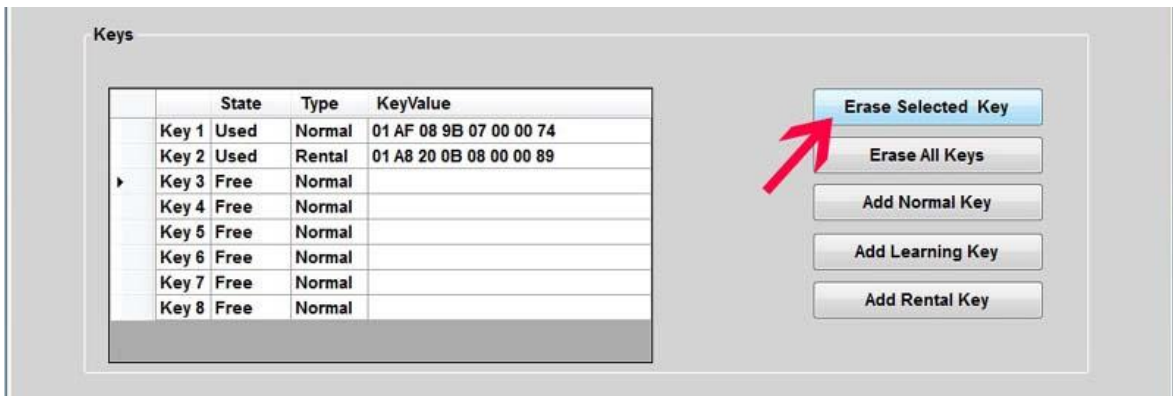 Keys
State Type KeyValue
Key 1 Used Normal 01 AF 08 9B 07 00 00 74
Key 2 Used Rental 01 A8 20 0B 08 00 00 89
Key 3 Free Normal
Key 4 Free Normal
Key 5 Free Normal
Key 6 Free Normal
Key 7 Free Normal
Key 8 Free Normal
Erase Selected Key
Erase All Keys
Add Normal Key
Add Learning Key
Add Rental Key